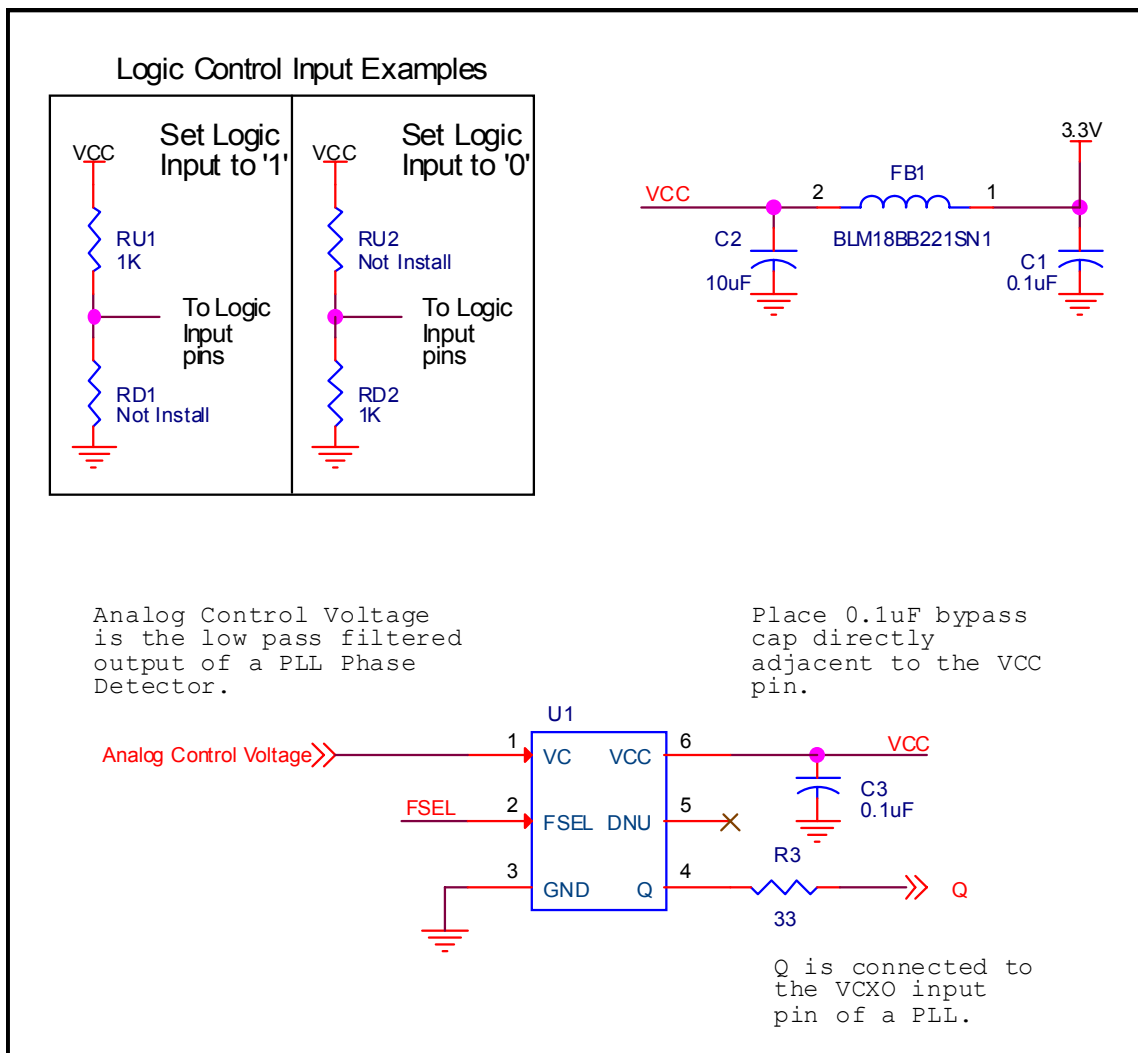 Logic Control Input Examples
Set Logic
Input to '1'
VCC
RU1
1K
To Logic
Input
pins
RD1
Not Install
Set Logic
Input to '0'
VCC
RU2
Not Install
To Logic
Input
pins
RD2
1K
3.3V
VCC
2
FB1
1
BLM18BB221SN1
C2
10uF
C1
0.1uF
Analog Control Voltage
is the low pass filtered
output of a PLL Phase
Detector.
Place 0.1uF bypass
cap directly
adjacent to the VCC
pin.
U1
Analog Control Voltage
1
VC
VCC
6
VCC
C3
0.1uF
FSEL
2
FSEL
DNU
5
3
GND
Q
4
R3
33
Q
Q is connected to
the VCXO input
pin of a PLL.